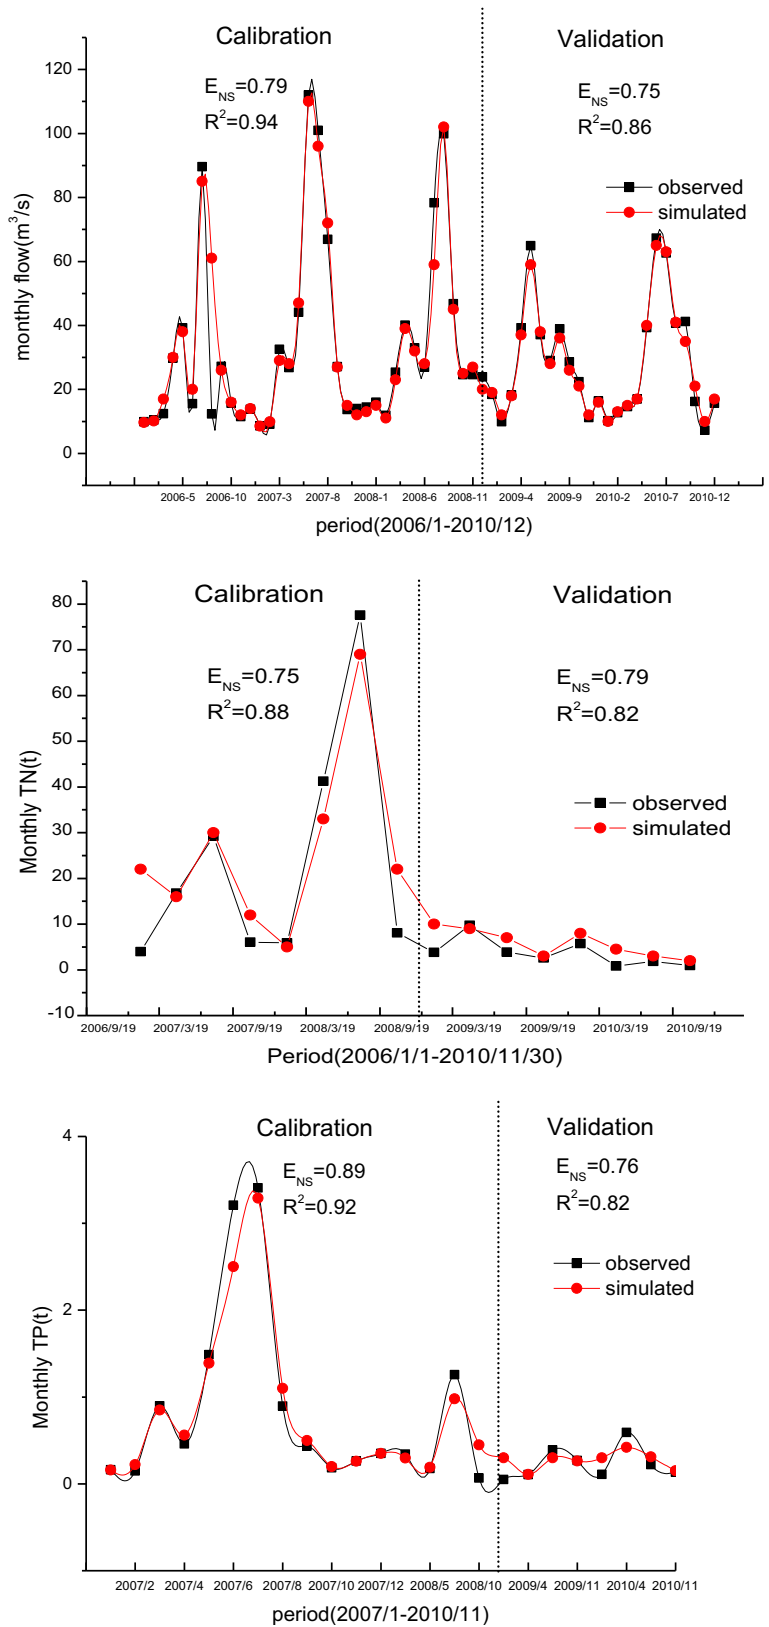 Calibration
Validation
E_NS=0.79
R²=0.94
E_NS=0.75
R²=0.86
observed
simulated
monthly flow(m³/s)
120
100
80
60
40
20
0
2006-5 2006-10 2007-3 2007-8 2008-1 2008-6 2008-11 2009-4 2009-9 2010-2 2010-7 2010-12
period(2006/1-2010/12)
Calibration
Validation
E_NS=0.75
R²=0.88
E_NS=0.79
R²=0.82
observed
simulated
Monthly TN(t)
80
70
60
50
40
30
20
10
0
-10
2006/9/19 2007/3/19 2007/9/19 2008/3/19 2008/9/19 2009/3/19 2009/9/19 2010/3/19 2010/9/19
Period(2006/1/1-2010/11/30)
Calibration
Validation
E_NS=0.89
R²=0.92
E_NS=0.76
R²=0.82
observed
simulated
Monthly TP(t)
4
2
0
2007/2 2007/4 2007/6 2007/8 2007/10 2007/12 2008/5 2008/10 2009/4 2009/11 2010/4 2010/11
period(2007/1-2010/11)